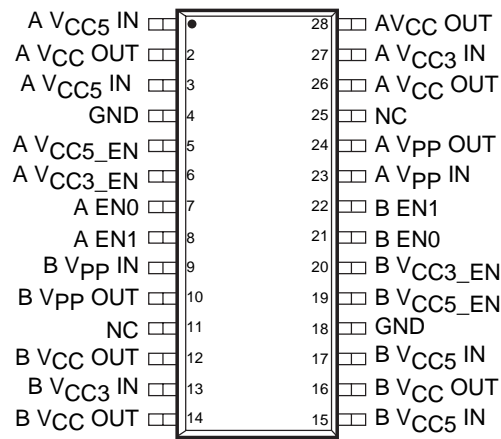 A VCC5 IN 28 AVCC OUT
A VCC OUT 2 27 A VCC3 IN
A VCC5 IN 3 26 A VCC OUT
GND 4 25 NC
A VCC5_EN 5 24 A VPP OUT
A VCC3_EN 6 23 A VPP IN
A EN0 7 22 B EN1
A EN1 8 21 B EN0
B VPP IN 9 20 B VCC3_EN
B VPP OUT 10 19 B VCC5_EN
NC 11 18 GND
B VCC OUT 12 17 B VCC5 IN
B VCC3 IN 13 16 B VCC OUT
B VCC OUT 14 15 B VCC5 IN